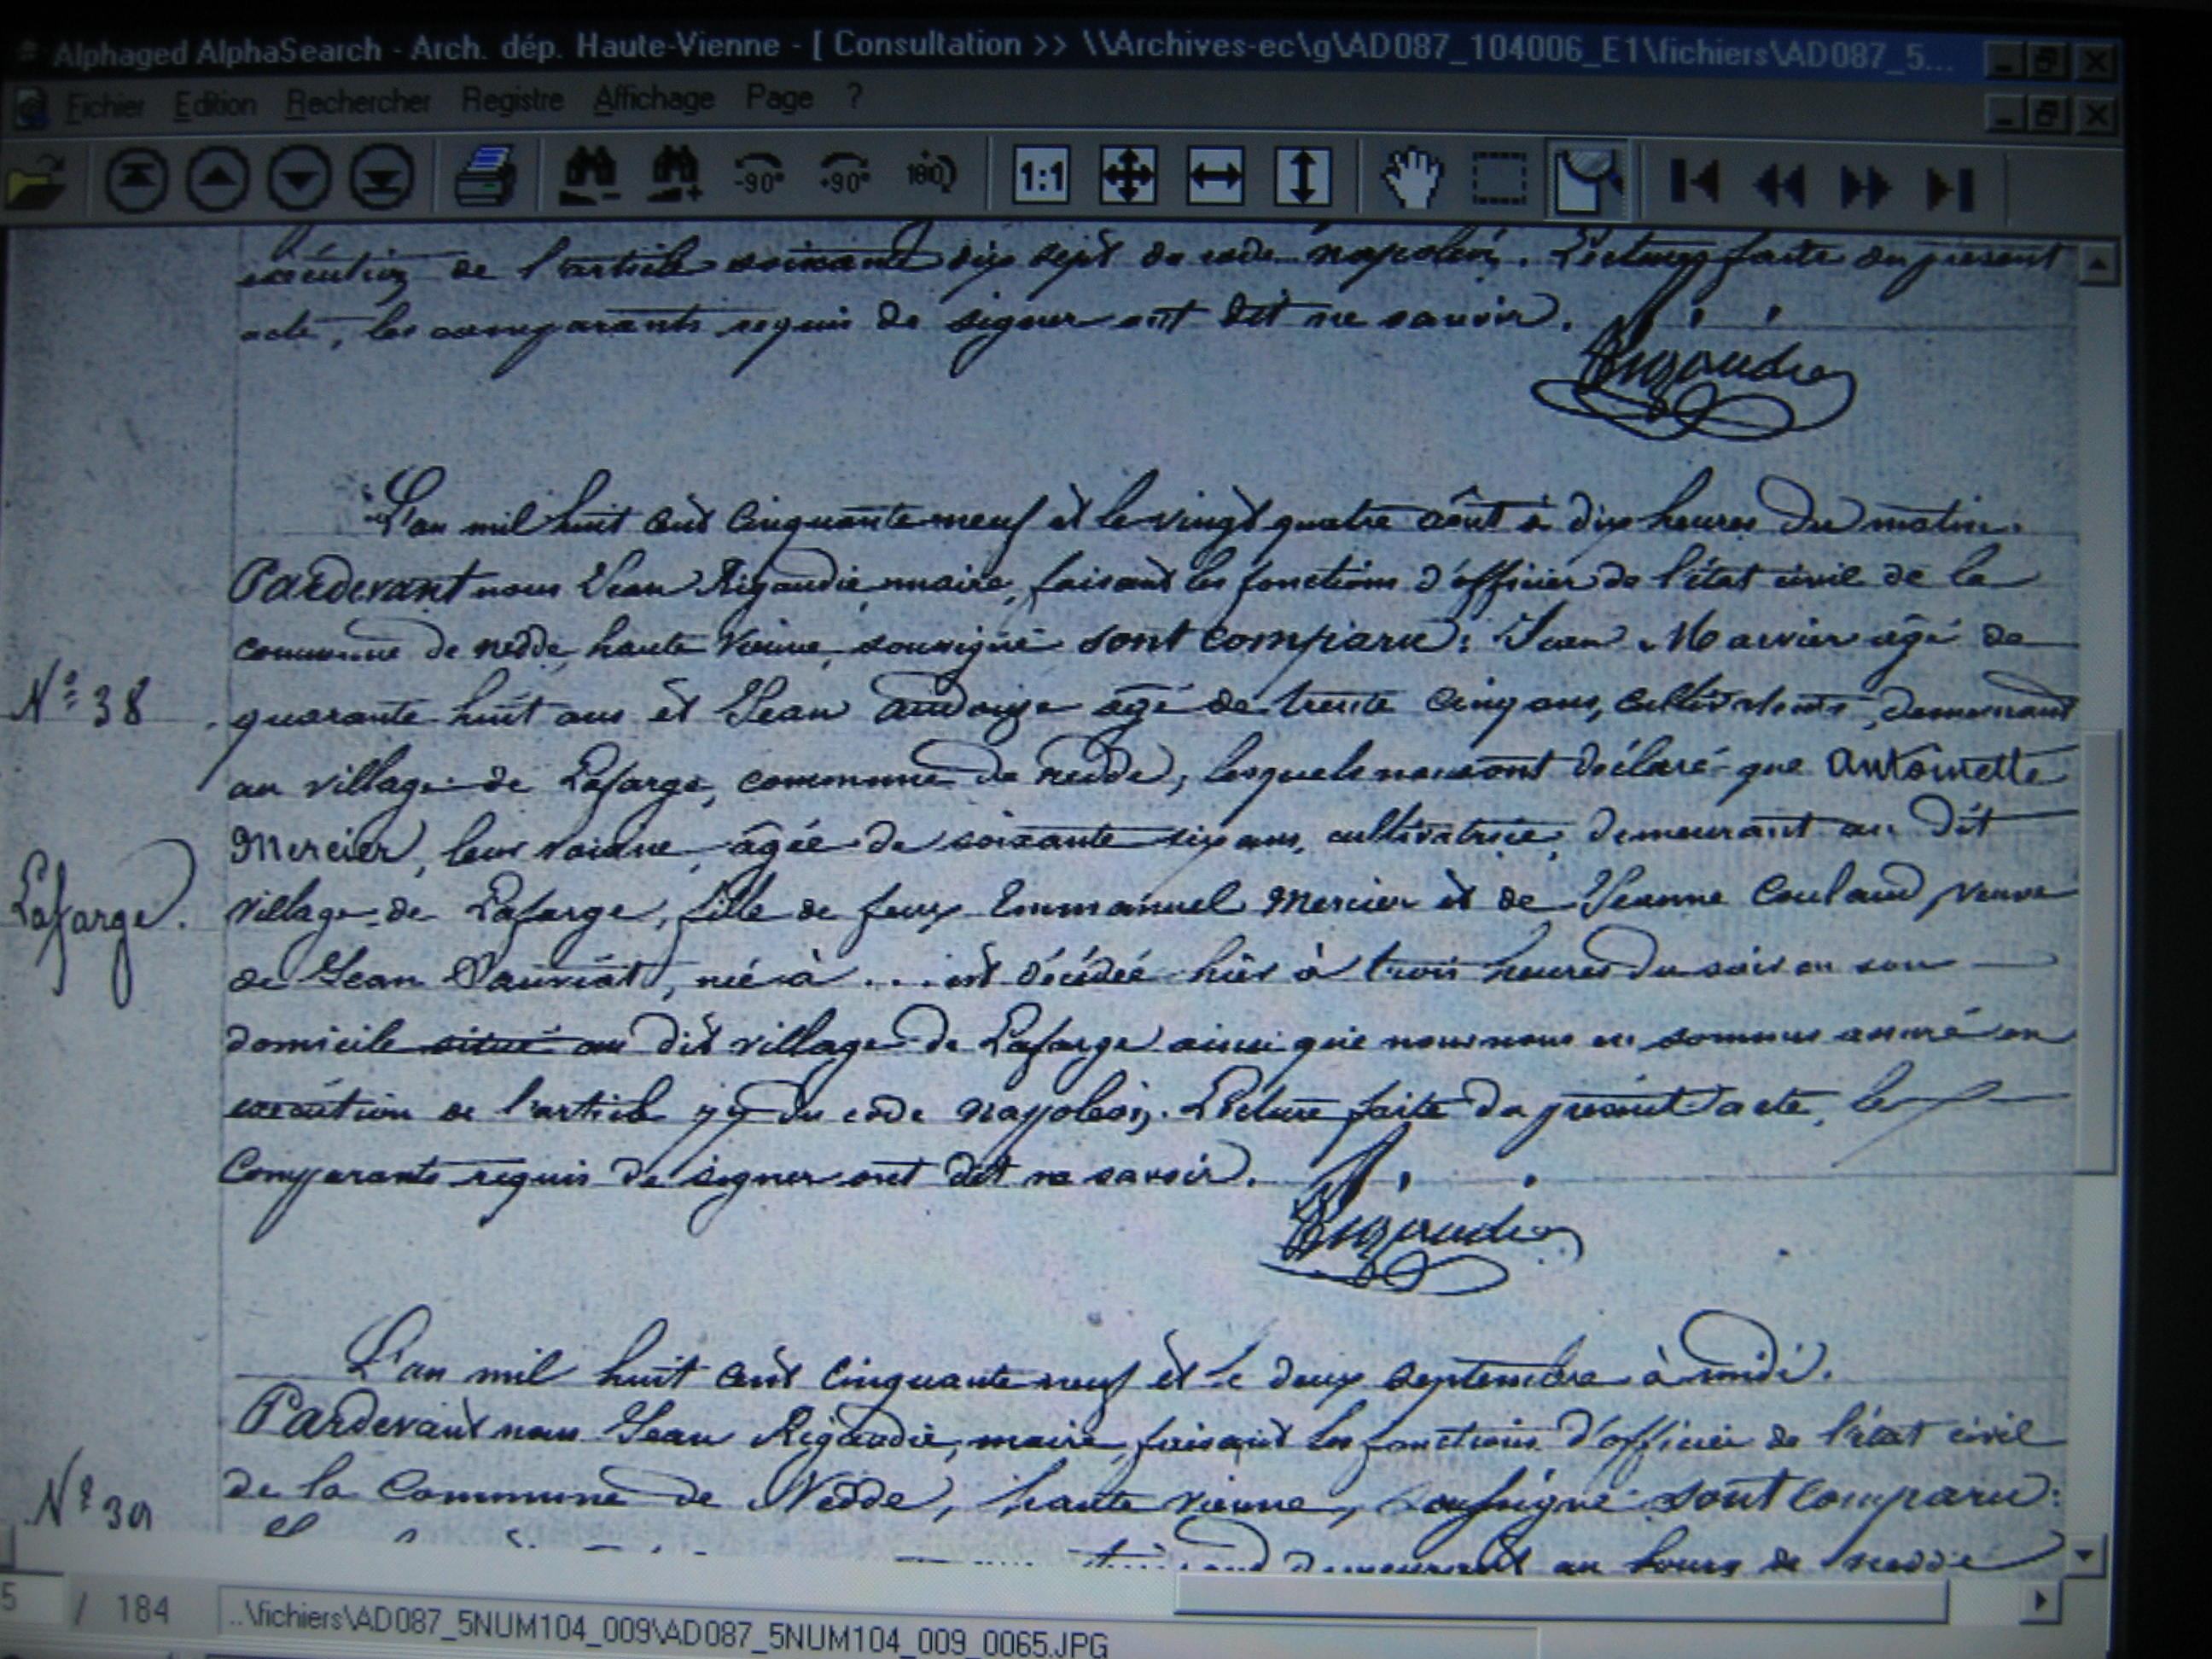 Alphaged AlphaSearch - Arch. dép. Haute-Vienne - [ Consultation >> \\Archives-ec\g\AD087_104006_E1\fichiers\AD087_5...
Fichier Edition Rechercher Registre Affichage Page ?
-90° +90° 180 1:1
exécution de l'article soixante dix sept du code napoléon. Lecture faite du présent
acte, les comparants requis de signer ont dit ne savoir.
Rigaudie
L'an mil huit cent cinquante neuf et le vingt quatre août à dix heures du matin.
Pardevant nous Jean Rigaudie maire, faisant les fonctions d'officier de l'état civil de la
commune de nedde, haute Vienne, soussigné sont comparu: Jean Mercier agé de
N° 38
quarante huit ans et Jean agé de trente cinq ans, cultivateurs, demeurant
au village de Lafarge, commune de nedde, lesquels nous ont déclaré que Antoinette
Mercier, leur voisine, âgée de soixante six ans, cultivatrice, demeurant au dit
Lafarge.
village de Lafarge, fille de feux Emmanuel Mercier et de Jeanne Coulaud, veuve
de Jean Pauriat, née à .... est décédée hier à trois heures du soir en son
domicile situé au dit village de Lafarge ainsi que nous nous en sommes assuré en
exécution de l'article 77 du code napoléon. Lecture faite du présent acte, les
Comparants requis de signer ont dit ne savoir.
Rigaudie
L'an mil huit cent cinquante neuf et le deux septembre à midi.
Pardevant nous Jean Rigaudie, maire, faisant les fonctions d'officier de l'état civil
de la Commune de Nedde, haute vienne, soussigné sont comparu:
N° 39
demeurant au bourg de nedde
5 / 184
..\fichiers\AD087_5NUM104_009\AD087_5NUM104_009_0065.JPG